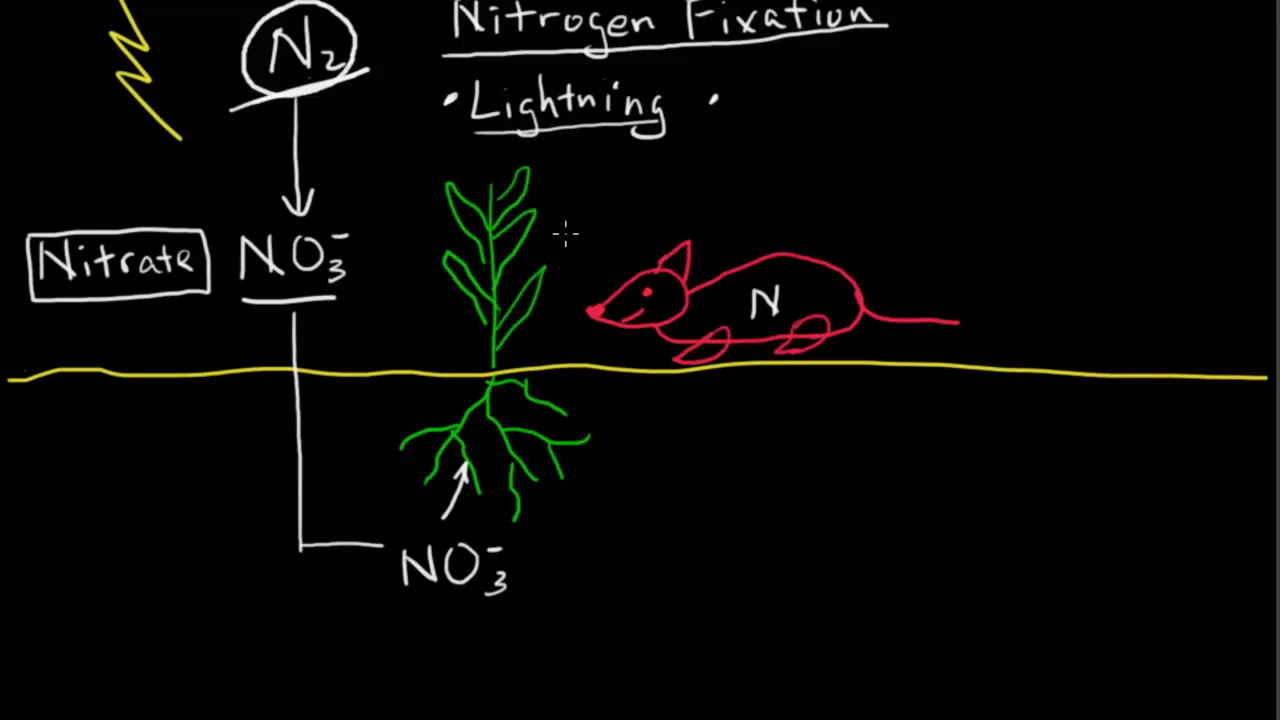 Nitrogen Fixation
N₂
• Lightning •
Nitrate NO₃⁻
N
NO₃⁻